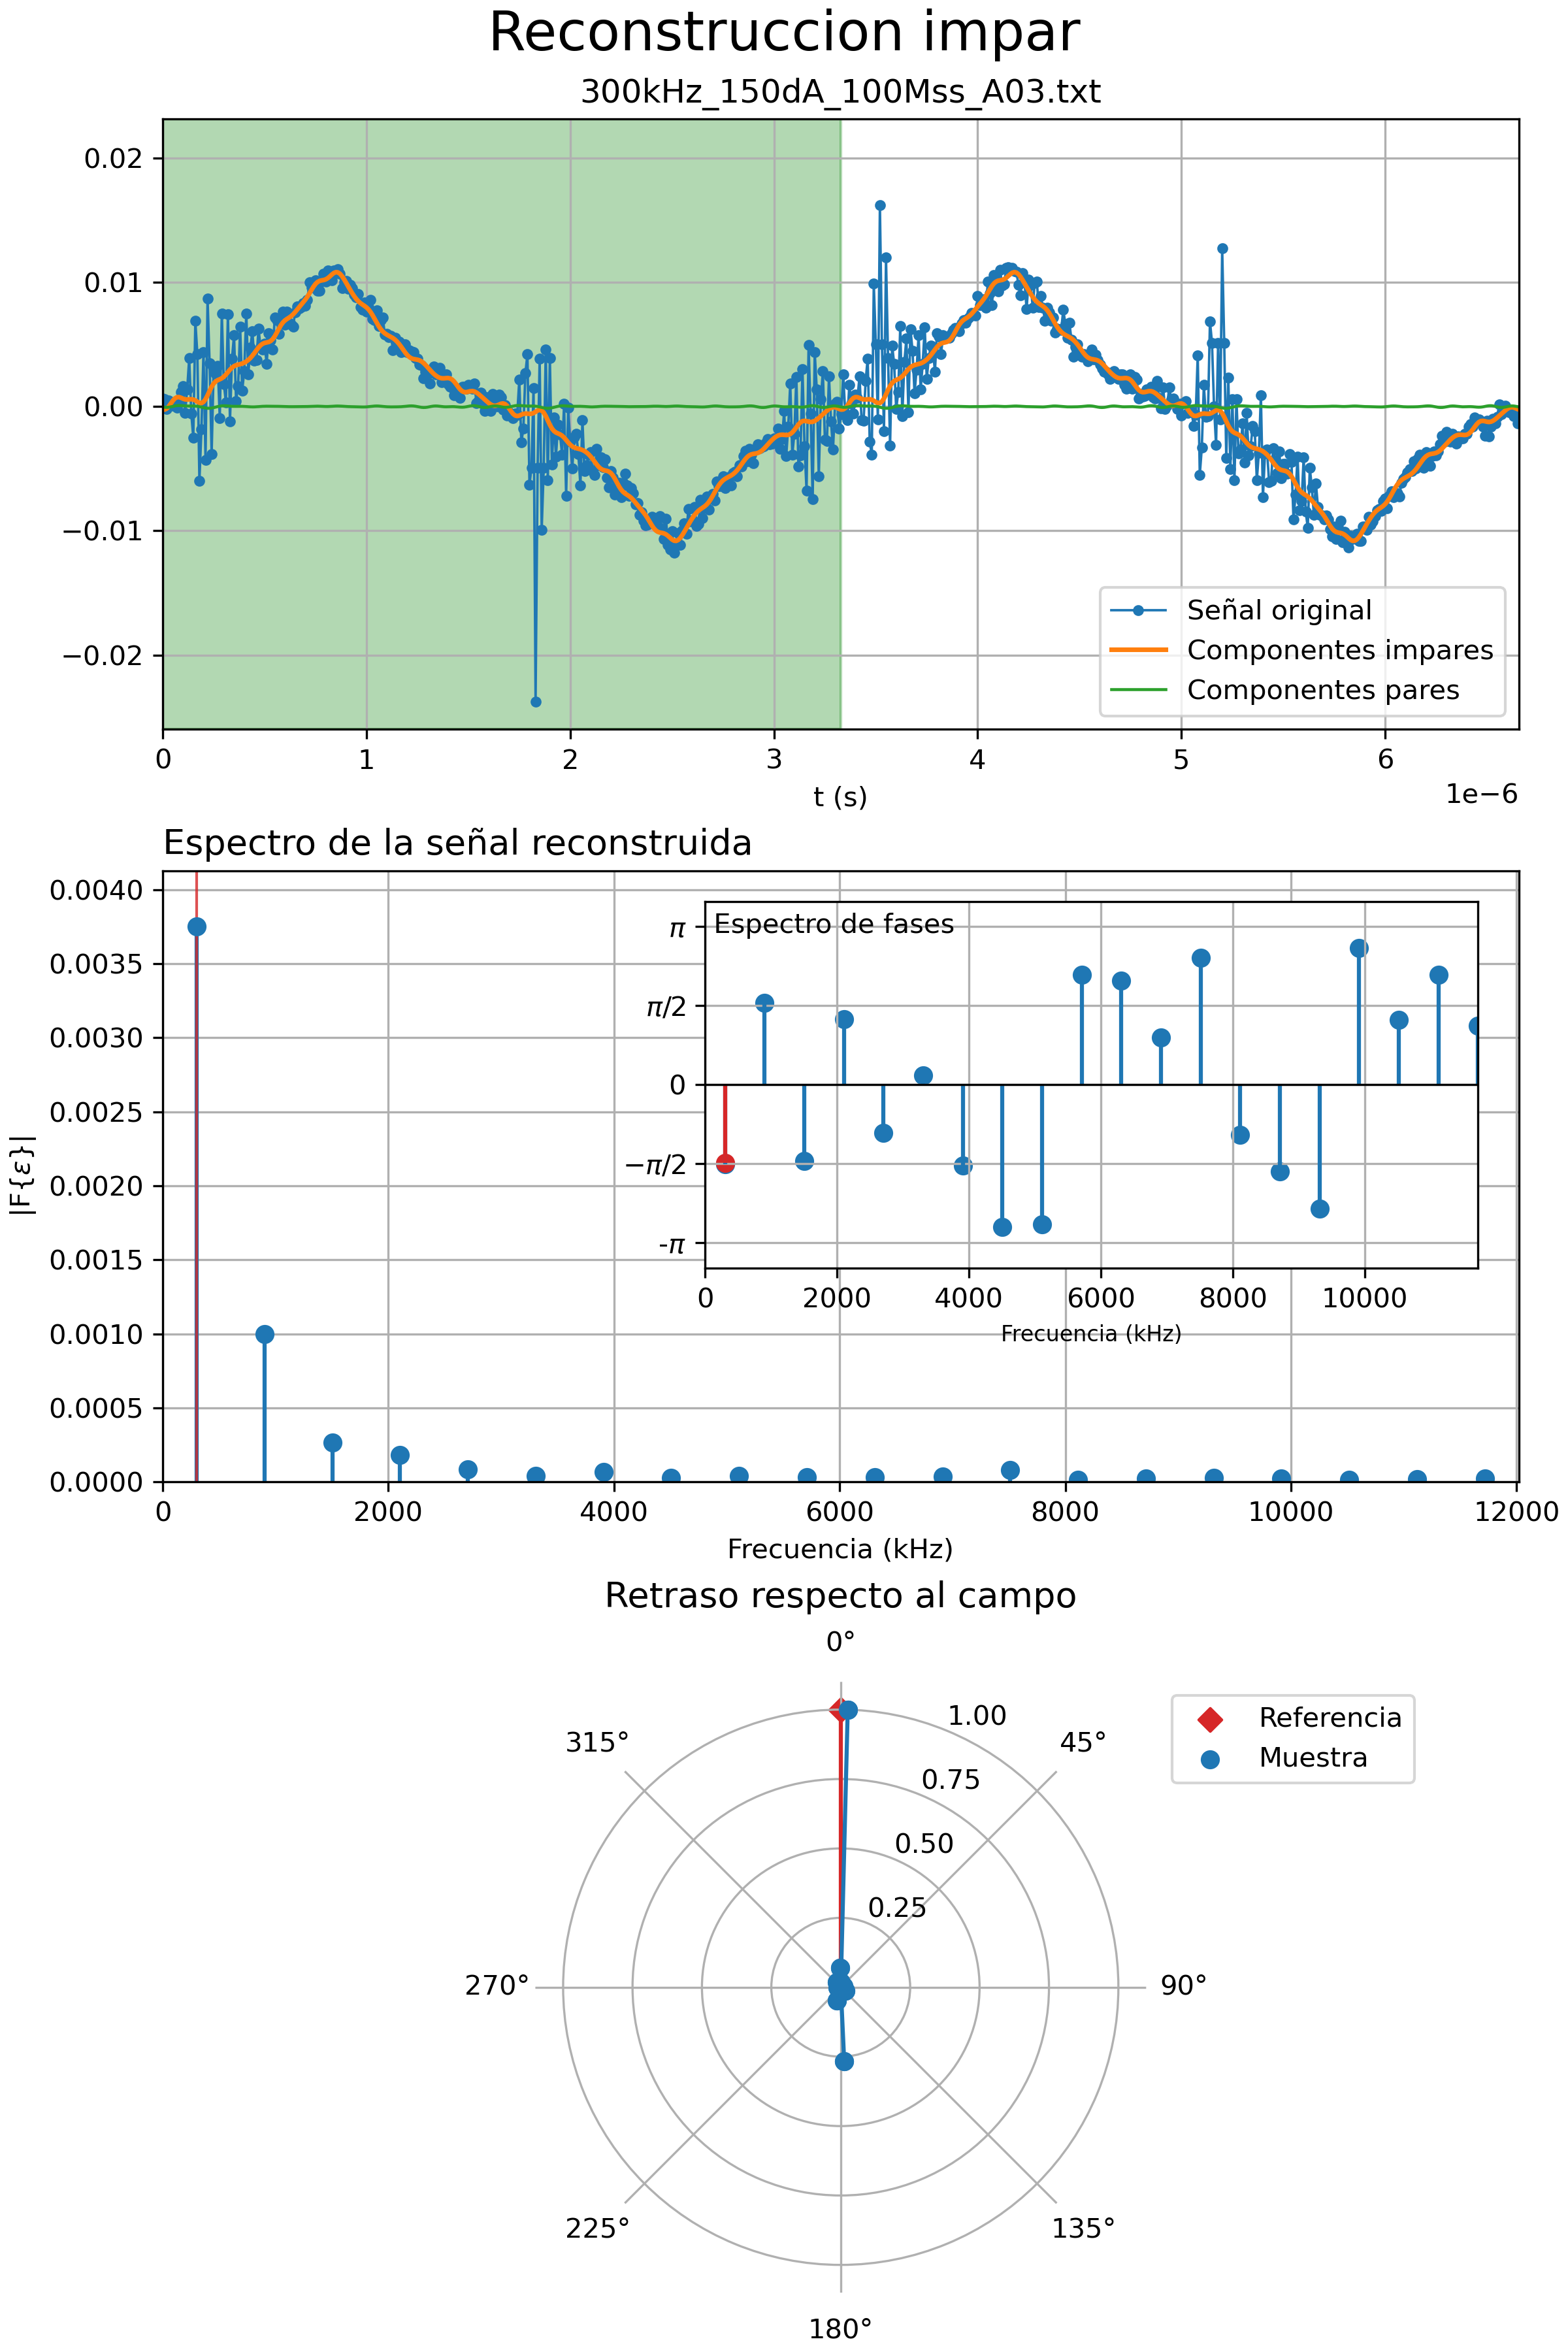 Reconstruccion impar
300kHz_150dA_100Mss_A03.txt
0.02
0.01
0.00
−0.01
−0.02
Señal original
Componentes impares
Componentes pares
0 1 2 3 4 5 6
t (s)
1e−6
Espectro de la señal reconstruida
0.0040
0.0035
0.0030
0.0025
0.0020
0.0015
0.0010
0.0005
0.0000
|F{ε}|
Espectro de fases
π
π/2
0
−π/2
-π
0 2000 4000 6000 8000 10000
Frecuencia (kHz)
0 2000 4000 6000 8000 10000 12000
Frecuencia (kHz)
Retraso respecto al campo
0°
45°
90°
135°
180°
225°
270°
315°
1.00
0.75
0.50
0.25
Referencia
Muestra